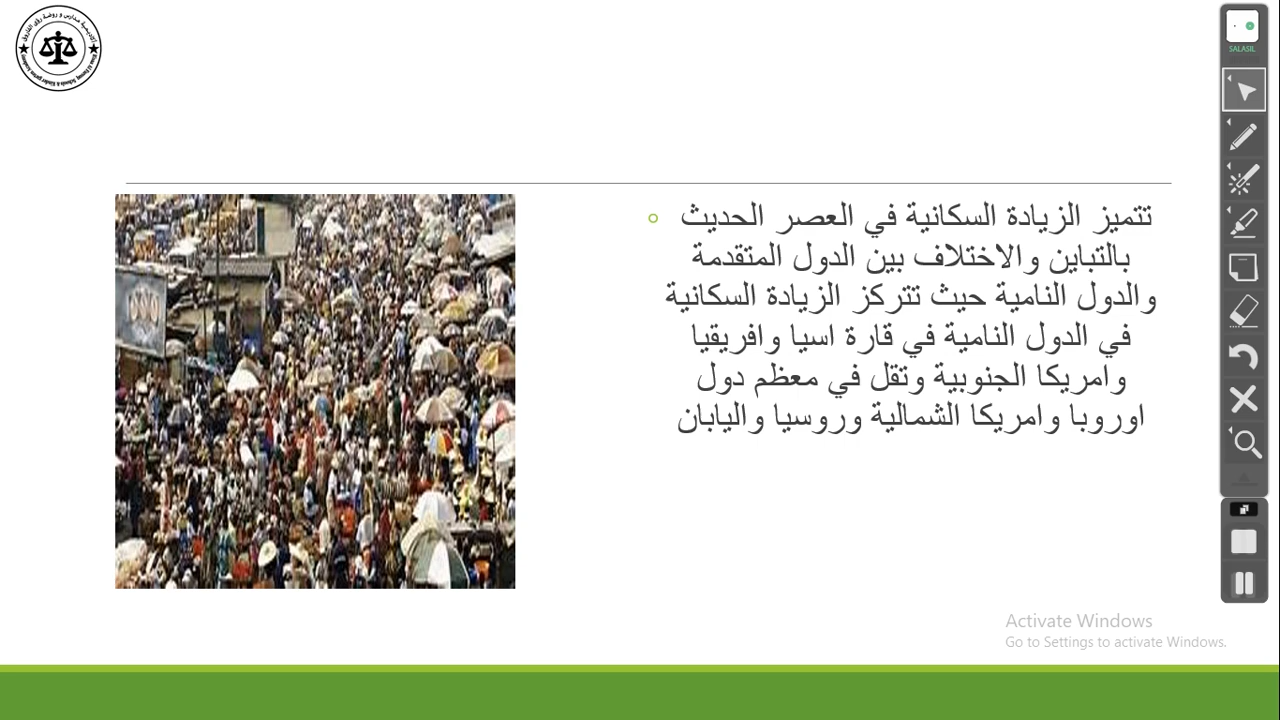 تتميز الزيادة السكانية في العصر الحديث
بالتباين والاختلاف بين الدول المتقدمة
والدول النامية حيث تتركز الزيادة السكانية
في الدول النامية في قارة اسيا وافريقيا
وامريكا الجنوبية وتقل في معظم دول
اوروبا وامريكا الشمالية وروسيا واليابان
SALASIL
Activate Windows
Go to Settings to activate Windows.